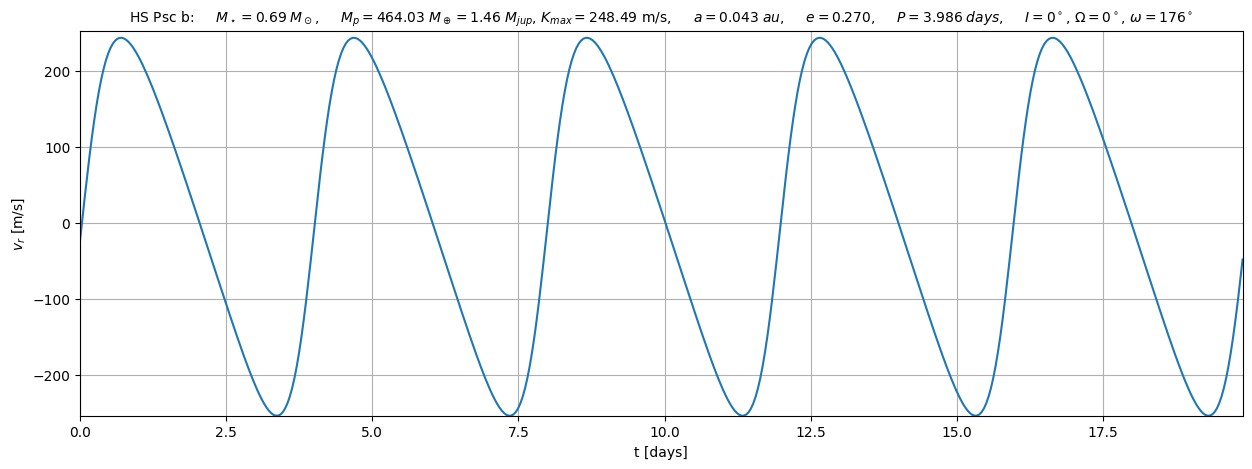 HS Psc b: M⋆ = 0.69 M⊙, Mp = 464.03 M⊕ = 1.46 Mjup, Kmax = 248.49 m/s, a = 0.043 au, e = 0.270, P = 3.986 days, I = 0°, Ω = 0°, ω = 176°
200
100
0
−100
−200
vr [m/s]
0.0 2.5 5.0 7.5 10.0 12.5 15.0 17.5
t [days]